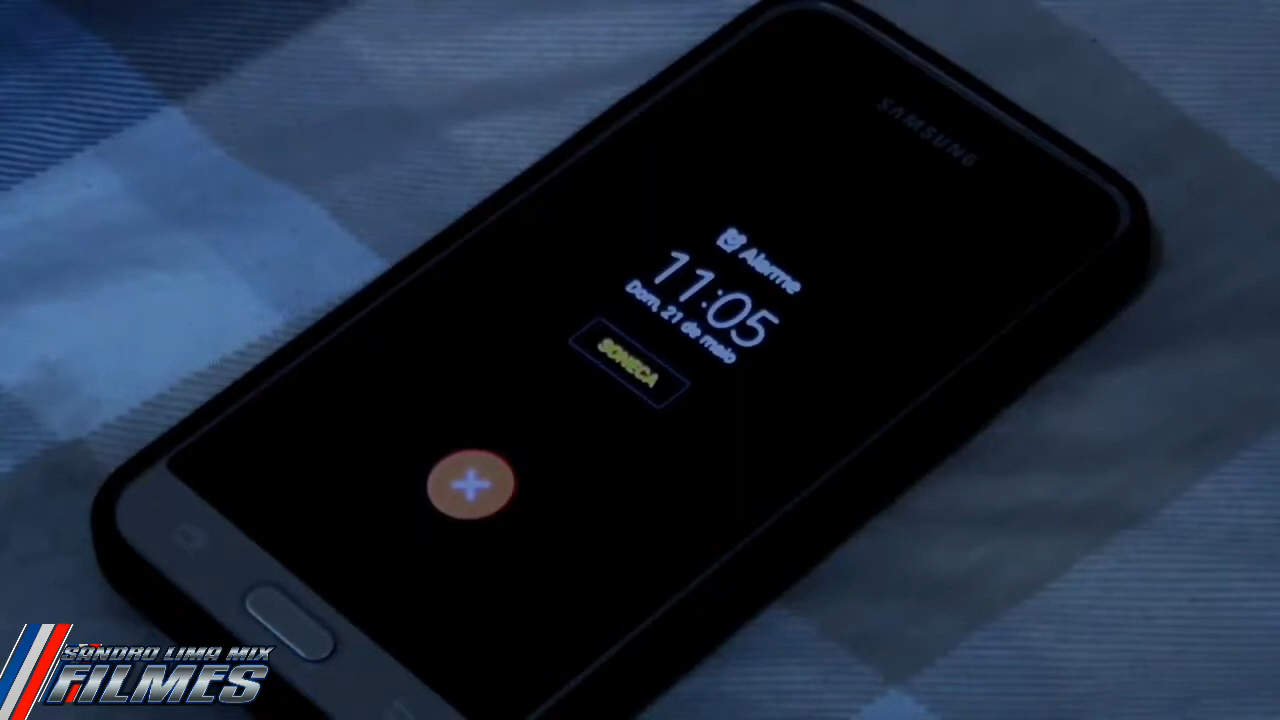 SAMSUNG
Alarme
11:05
Dom, 21 de maio
SONECA
SANDRO LIMA MIX
FILMES